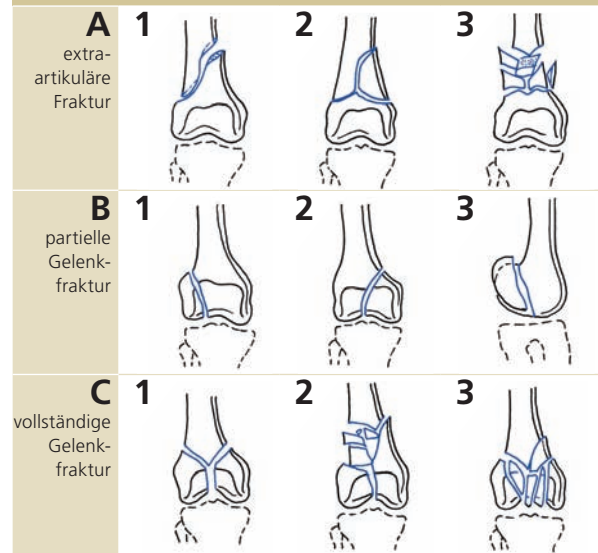 A 1 2 3
extra-
artikuläre
Fraktur
B 1 2 3
partielle
Gelenk-
fraktur
C 1 2 3
vollständige
Gelenk-
fraktur